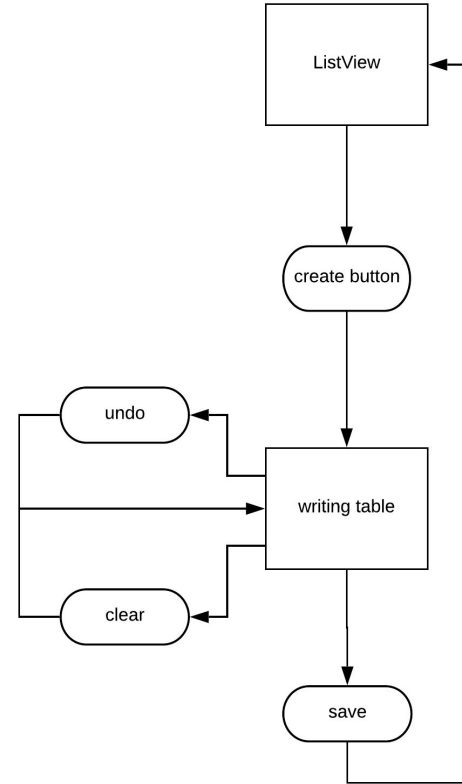 ListView
create button
undo
writing table
clear
save